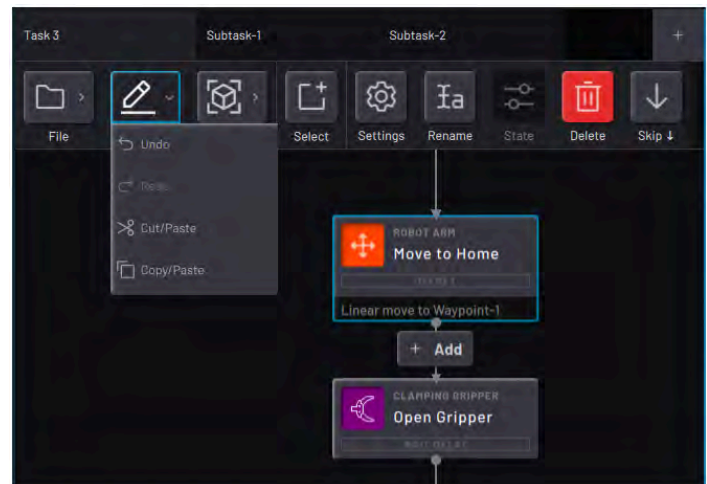 Task 3
Subtask-1
Subtask-2
+
File
Select
Settings
Rename
State
Delete
Skip ↓
Undo
Redo
Cut/Paste
Copy/Paste
ROBOT ARM
Move to Home
Linear move to Waypoint-1
+ Add
CLAMPING GRIPPER
Open Gripper